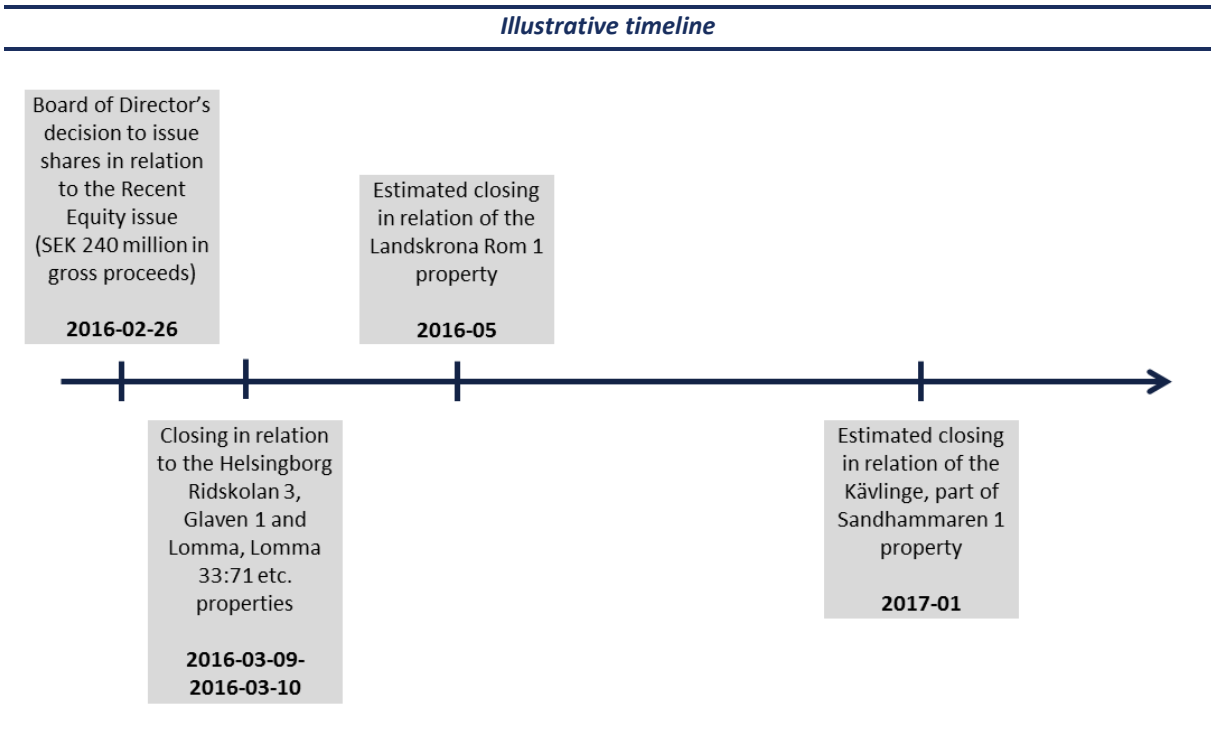 Illustrative timeline
Board of Director’s
decision to issue
shares in relation
to the Recent
Equity issue
(SEK 240 million in
gross proceeds)
2016-02-26
Closing in relation
to the Helsingborg
Ridskolan 3,
Glaven 1 and
Lomma, Lomma
33:71 etc.
properties
2016-03-09-
2016-03-10
Estimated closing
in relation of the
Landskrona Rom 1
property
2016-05
Estimated closing
in relation of the
Kävlinge, part of
Sandhammaren 1
property
2017-01